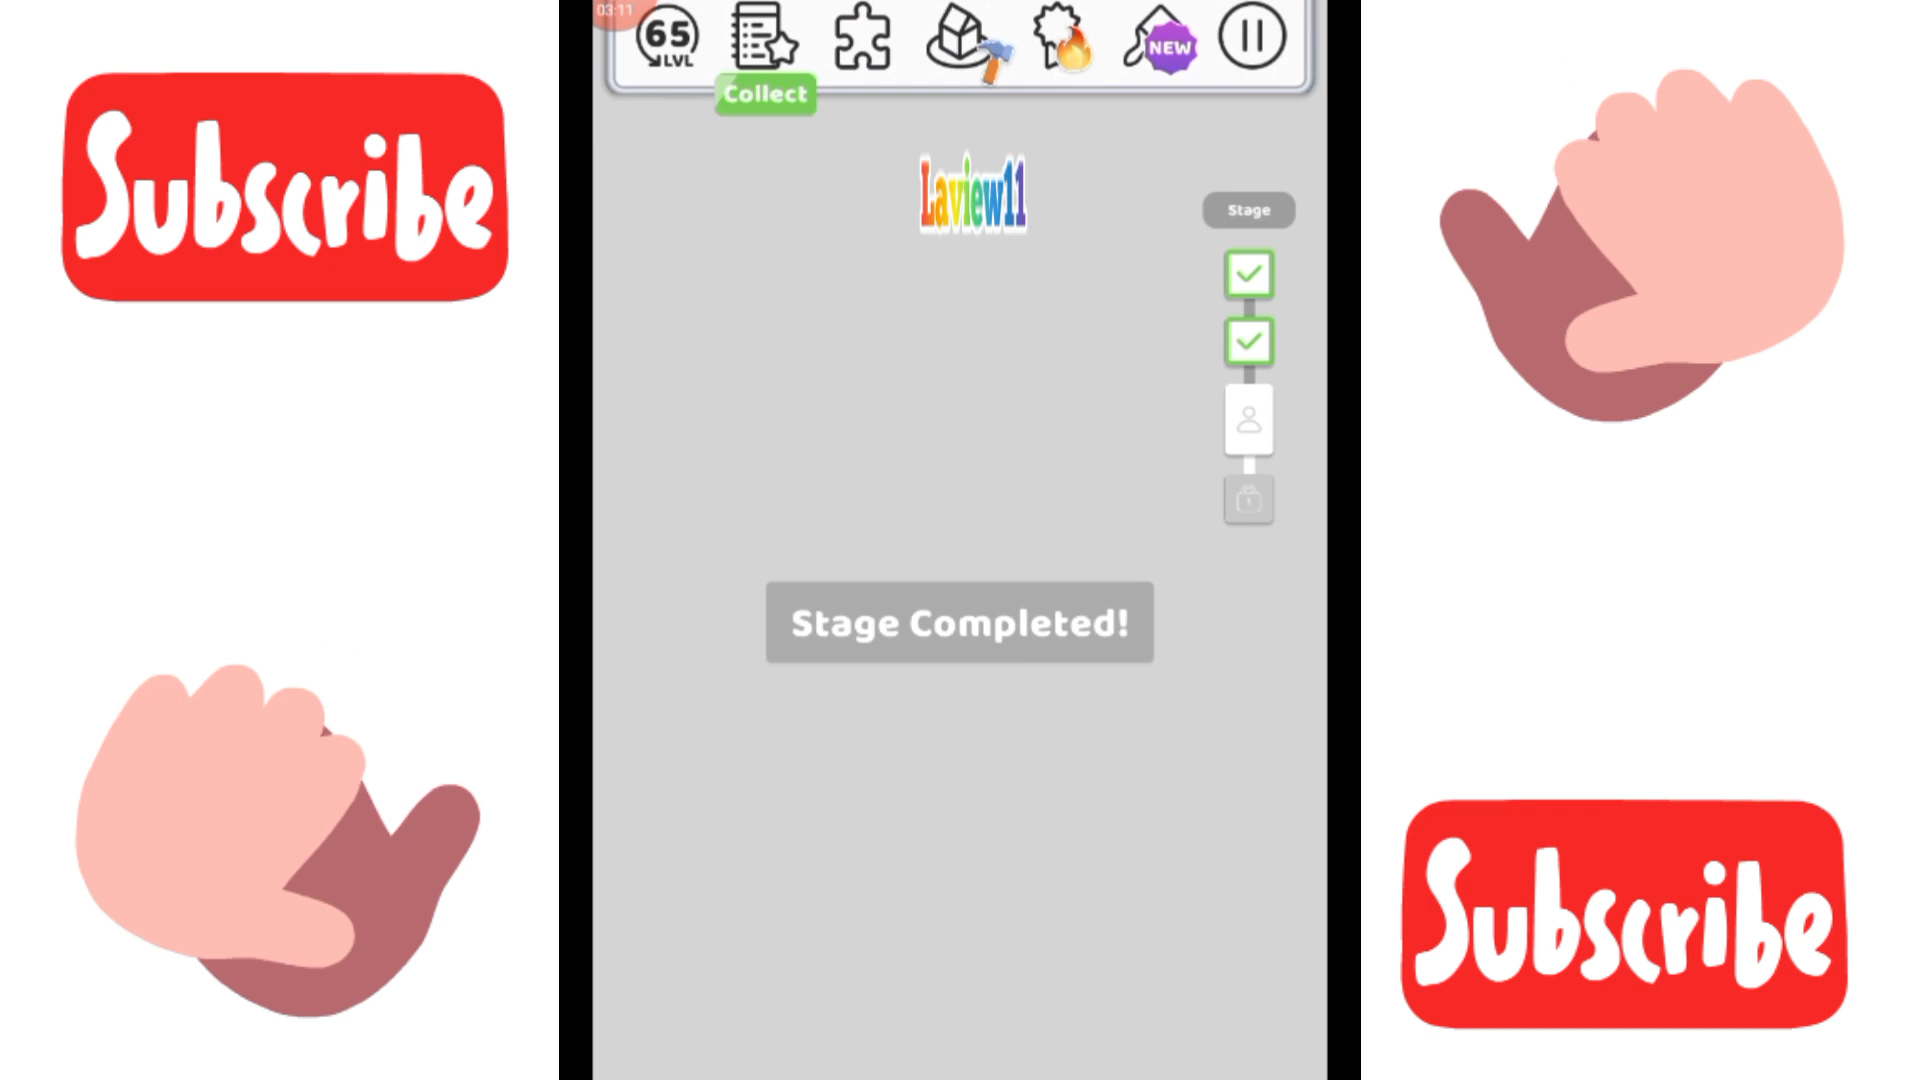 03:11
65
LVL
NEW
Collect
Laview11
Stage
Stage Completed!
Subscribe
Subscribe